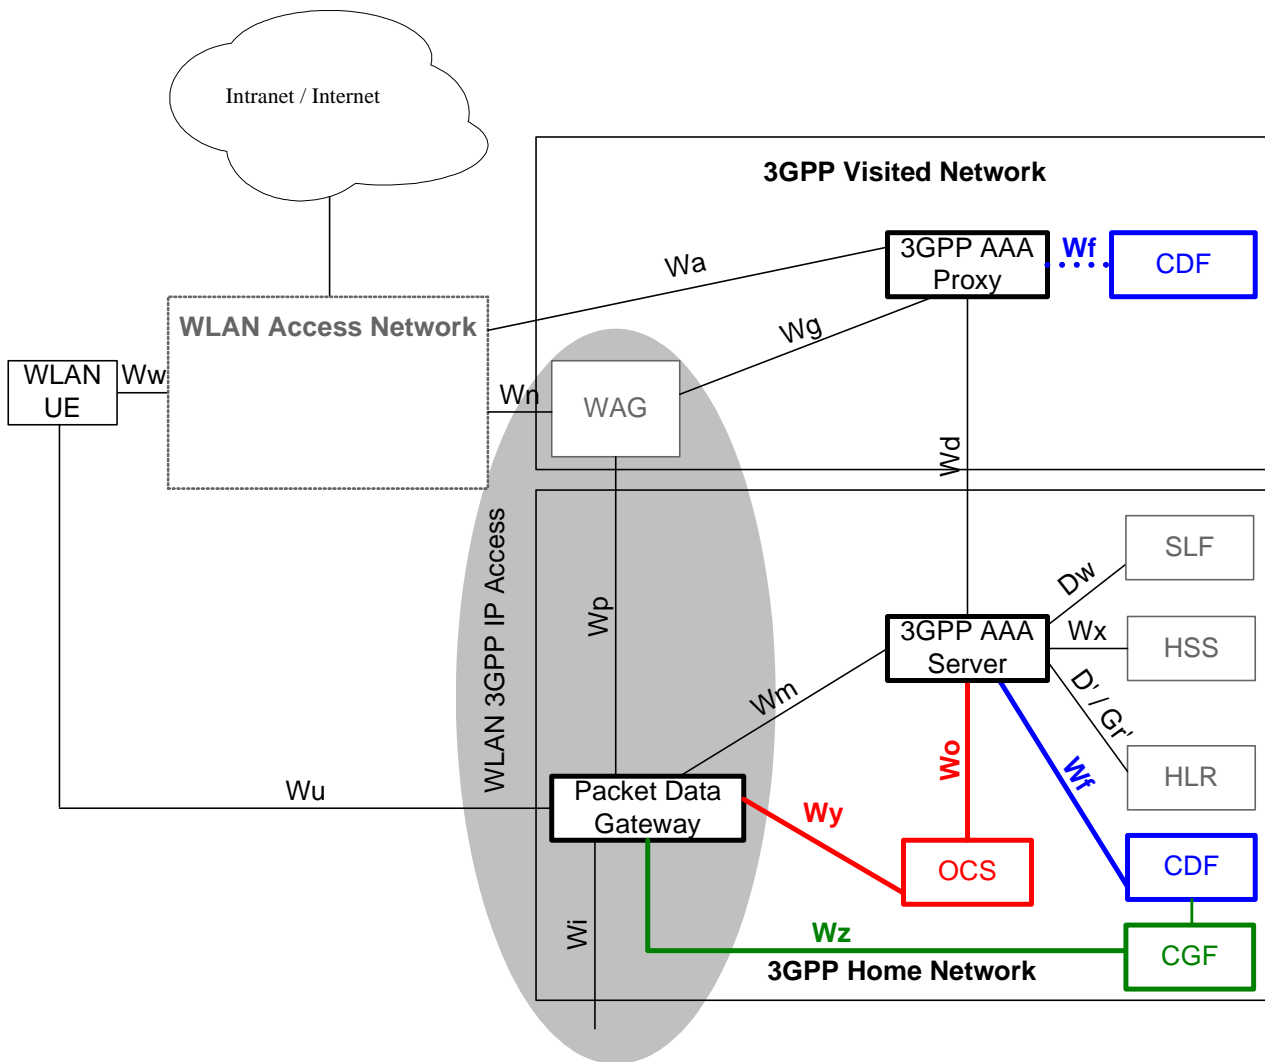 Intranet / Internet
3GPP Visited Network
3GPP AAA
Proxy
Wf
CDF
Wa
WLAN Access Network
Wg
WLAN
UE
Ww
Wn
WAG
Wd
WLAN 3GPP IP Access
SLF
Dw
Wp
3GPP AAA
Server
Wx
HSS
Wm
D' / Gr'
Wo
Wf
HLR
Wu
Packet Data
Gateway
Wy
OCS
CDF
Wi
Wz
CGF
3GPP Home Network